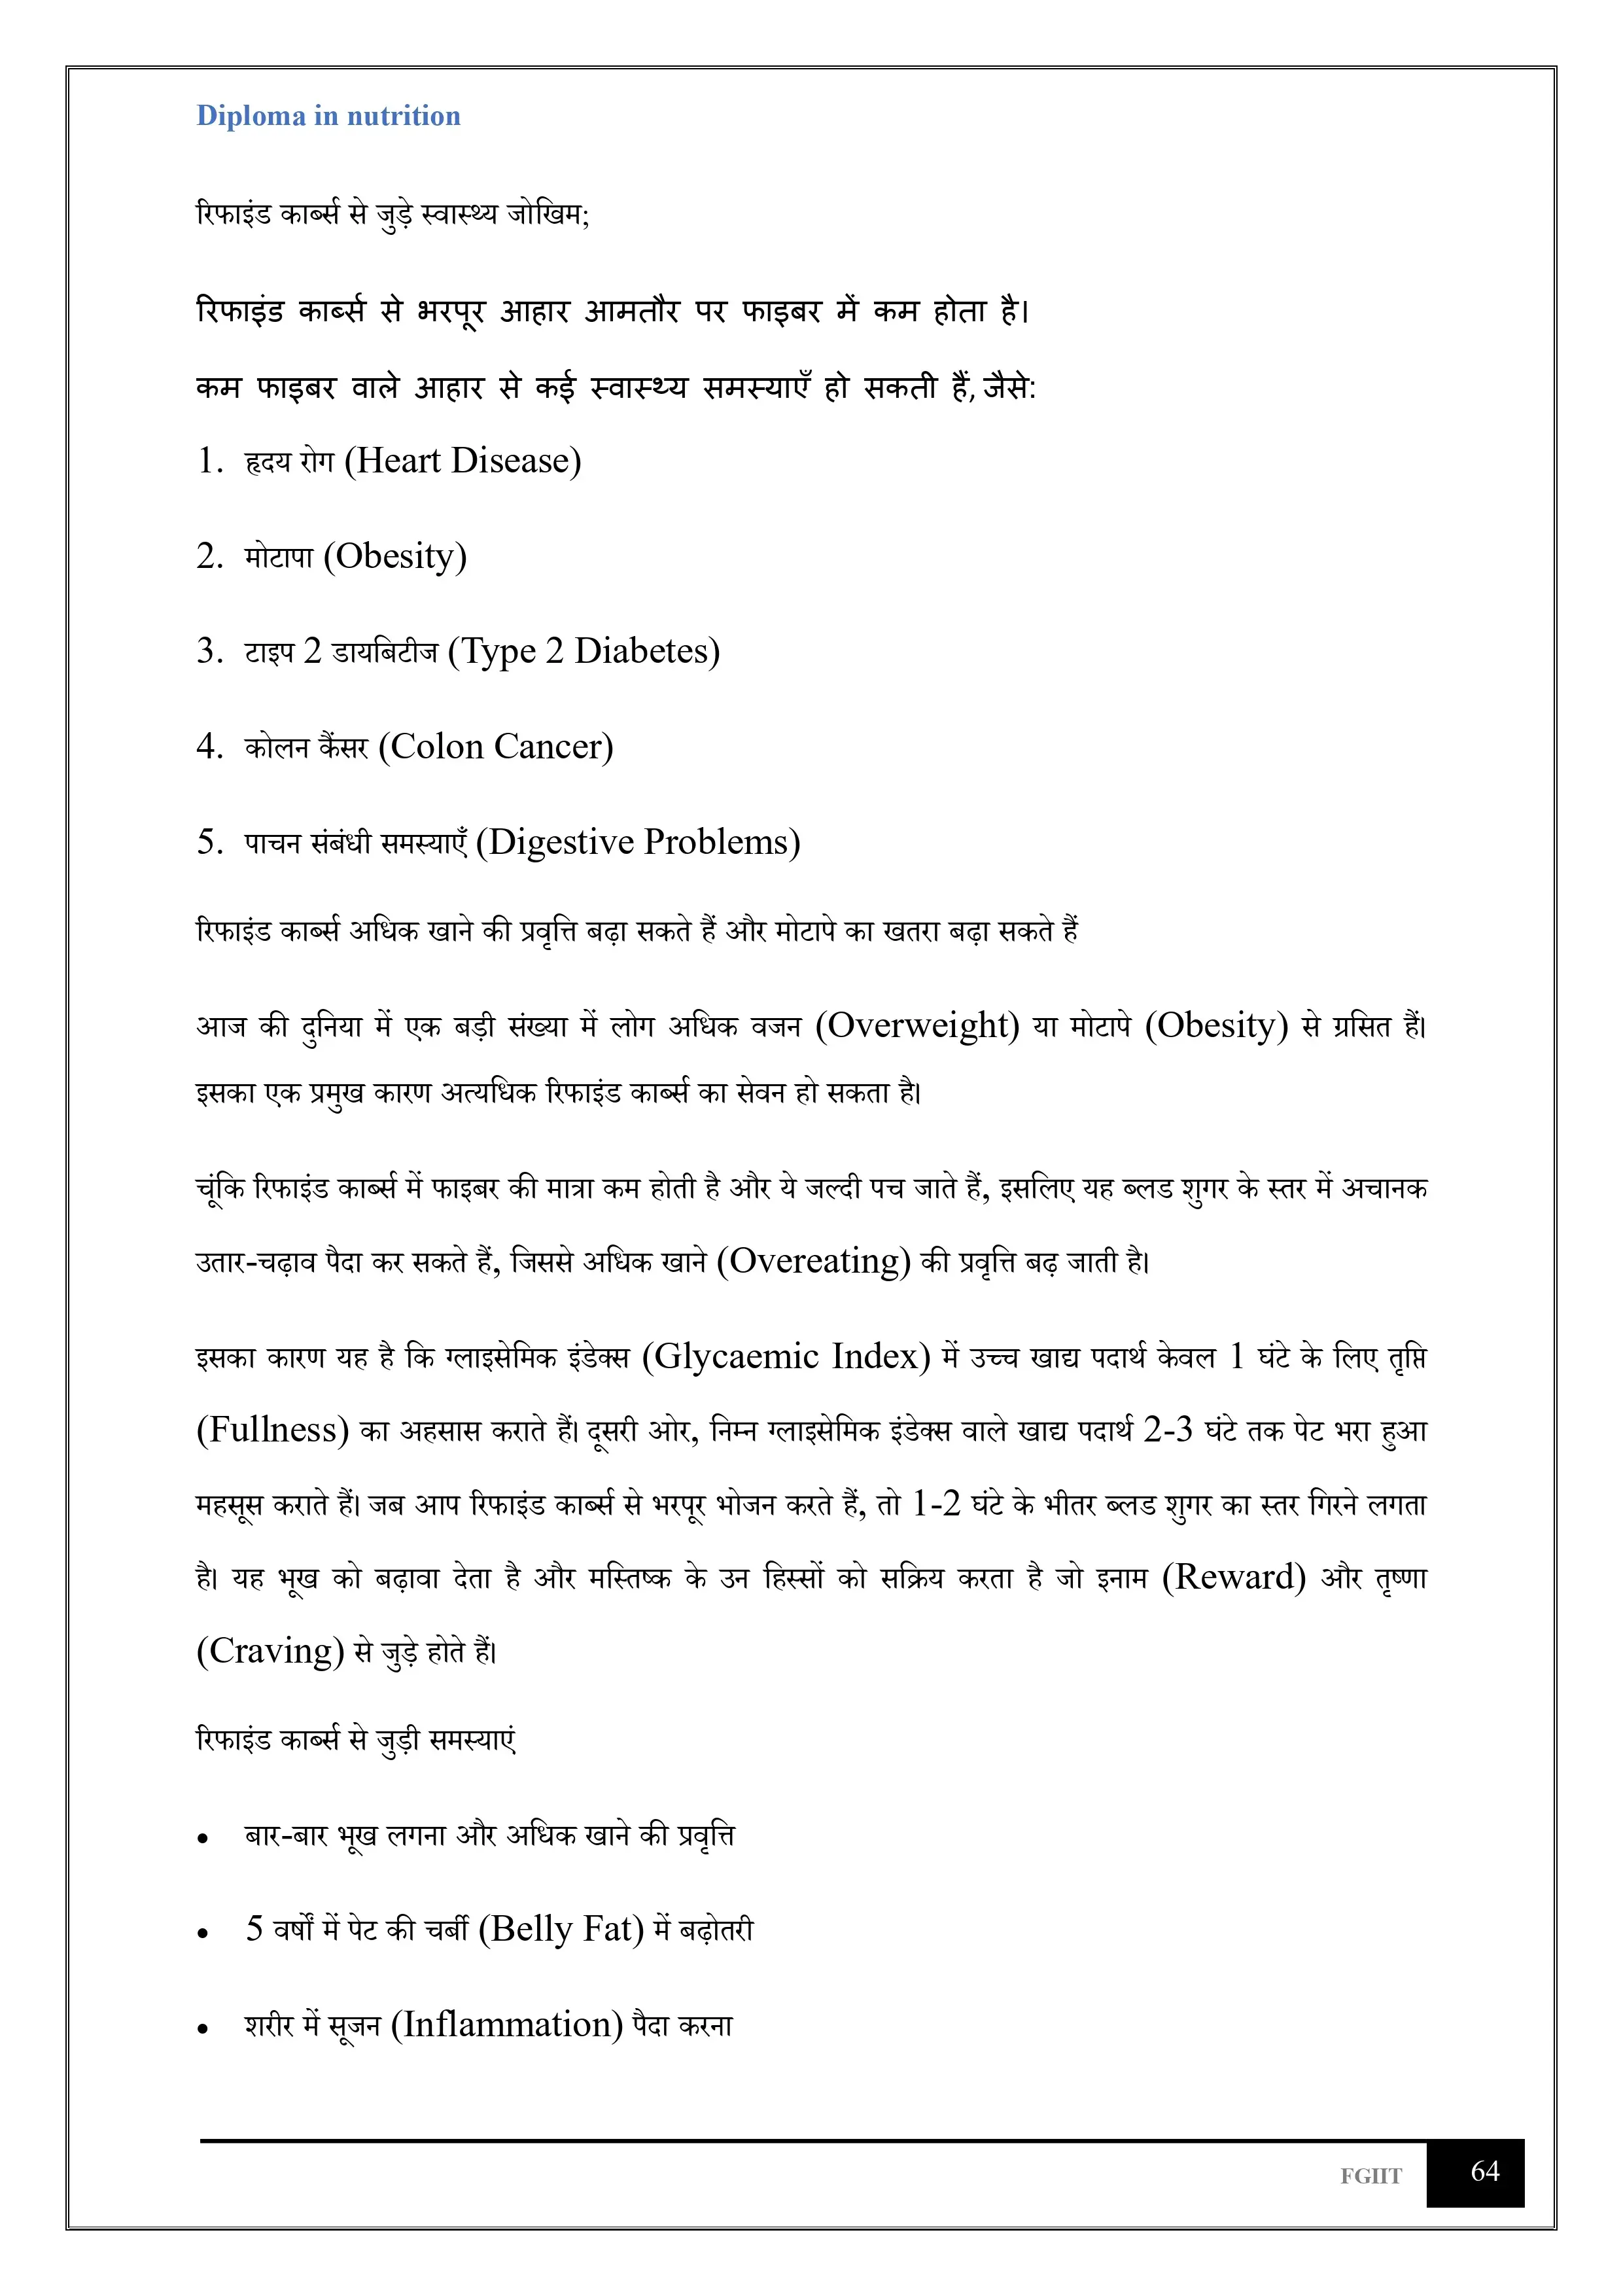 Diploma in nutrition
रिफाइंड कार्ब्स से जुड़े स्वास्थ्य जोखिम;
रिफाइंड कार्ब्स से भरपूर आहार आमतौर पर फाइबर में कम होता है।
कम फाइबर वाले आहार से कई स्वास्थ्य समस्याएँ हो सकती हैं, जैसे:
1. हृदय रोग (Heart Disease)
2. मोटापा (Obesity)
3. टाइप 2 डायबिटीज (Type 2 Diabetes)
4. कोलन कैंसर (Colon Cancer)
5. पाचन संबंधी समस्याएँ (Digestive Problems)
रिफाइंड कार्ब्स अधिक खाने की प्रवृत्ति बढ़ा सकते हैं और मोटापे का खतरा बढ़ा सकते हैं
आज की दुनिया में एक बड़ी संख्या में लोग अधिक वजन (Overweight) या मोटापे (Obesity) से ग्रसित हैं।
इसका एक प्रमुख कारण अत्यधिक रिफाइंड कार्ब्स का सेवन हो सकता है।
चूंकि रिफाइंड कार्ब्स में फाइबर की मात्रा कम होती है और ये जल्दी पच जाते हैं, इसलिए यह ब्लड शुगर के स्तर में अचानक
उतार-चढ़ाव पैदा कर सकते हैं, जिससे अधिक खाने (Overeating) की प्रवृत्ति बढ़ जाती है।
इसका कारण यह है कि ग्लाइसेमिक इंडेक्स (Glycaemic Index) में उच्च खाद्य पदार्थ केवल 1 घंटे के लिए तृप्ति
(Fullness) का अहसास कराते हैं। दूसरी ओर, निम्न ग्लाइसेमिक इंडेक्स वाले खाद्य पदार्थ 2-3 घंटे तक पेट भरा हुआ
महसूस कराते हैं। जब आप रिफाइंड कार्ब्स से भरपूर भोजन करते हैं, तो 1-2 घंटे के भीतर ब्लड शुगर का स्तर गिरने लगता
है। यह भूख को बढ़ावा देता है और मस्तिष्क के उन हिस्सों को सक्रिय करता है जो इनाम (Reward) और तृष्णा
(Craving) से जुड़े होते हैं।
रिफाइंड कार्ब्स से जुड़ी समस्याएं
• बार-बार भूख लगना और अधिक खाने की प्रवृत्ति
• 5 वर्षों में पेट की चर्बी (Belly Fat) में बढ़ोतरी
• शरीर में सूजन (Inflammation) पैदा करना
FGIIT 64